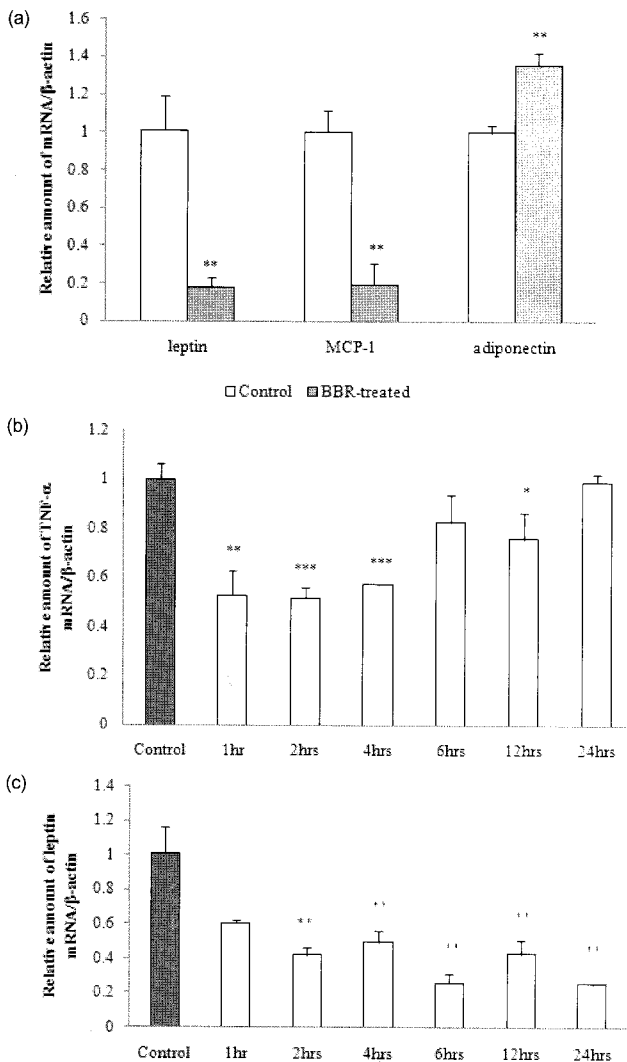 (a)
Relative amount of mRNA/β-actin
1.6
1.4
1.2
1
0.8
0.6
0.4
0.2
0
**
**
**
leptin
MCP-1
adiponectin
Control
BBR-treated
(b)
Relative amount of TNF-α
mRNA/β-actin
1.2
1
0.8
0.6
0.4
0.2
0
**
***
***
*
Control
1hr
2hrs
4hrs
6hrs
12hrs
24hrs
(c)
Relative amount of leptin
mRNA/β-actin
1.4
1.2
1
0.8
0.6
0.4
0.2
0
**
**
**
**
**
Control
1hr
2hrs
4hrs
6hrs
12hrs
24hrs